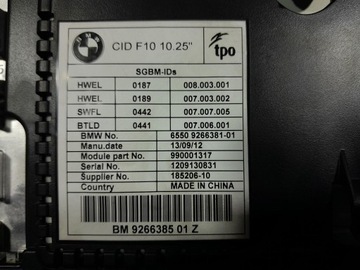 BMW
CID F10 10.25"
tpo
SGBM-IDs
HWEL 0187 008.003.001
HWEL 0189 007.003.002
SWFL 0442 007.007.005
BTLD 0441 007.006.001
BMW No. 6550 9266381-01
Manu.date 13/09/12
Module part No. 990001317
Serial No. 1209130831
Supplier No. 185206-10
Country MADE IN CHINA
BM 9266385 01 Z